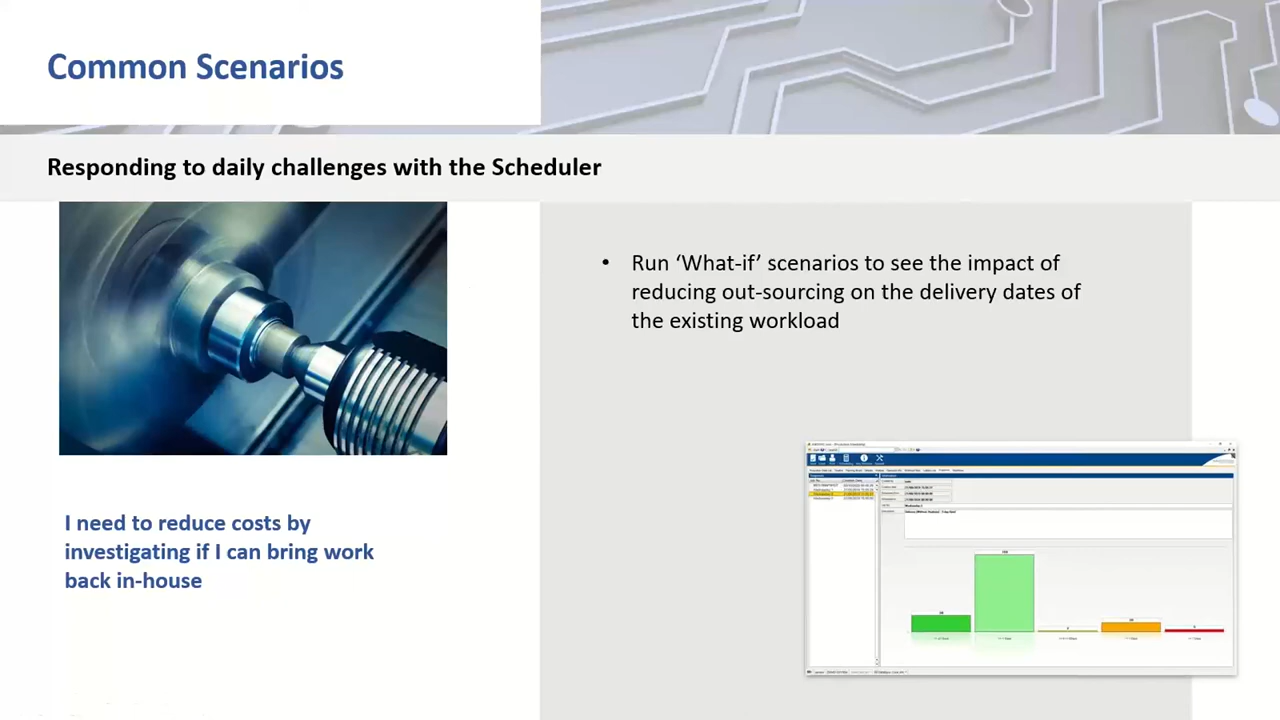 Common Scenarios
Responding to daily challenges with the Scheduler
• Run ‘What-if’ scenarios to see the impact of
reducing out-sourcing on the delivery dates of
the existing workload
I need to reduce costs by
investigating if I can bring work
back in-house